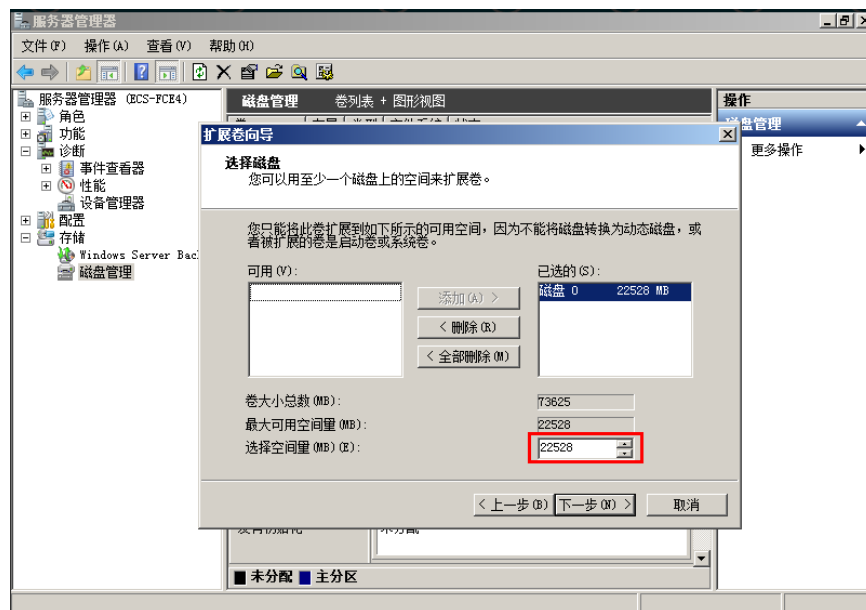 服务器管理器
文件(F) 操作(A) 查看(V) 帮助(H)
服务器管理器 (ECS-FCE4)
角色
功能
诊断
事件查看器
性能
设备管理器
配置
存储
Windows Server Bac
磁盘管理
磁盘管理 卷列表 + 图形视图
操作
磁盘管理
更多操作
扩展卷向导
选择磁盘
您可以用至少一个磁盘上的空间来扩展卷。
您只能将此卷扩展到如下所示的可用空间，因为不能将磁盘转换为动态磁盘，或
者被扩展的卷是启动卷或系统卷。
可用(V):
已选的(S):
添加(A) >
< 删除(R)
< 全部删除(M)
磁盘 0 22528 MB
卷大小总数(MB): 73625
最大可用空间量(MB): 22528
选择空间量(MB)(E): 22528
< 上一步(B) 下一步(N) > 取消
未分配 主分区